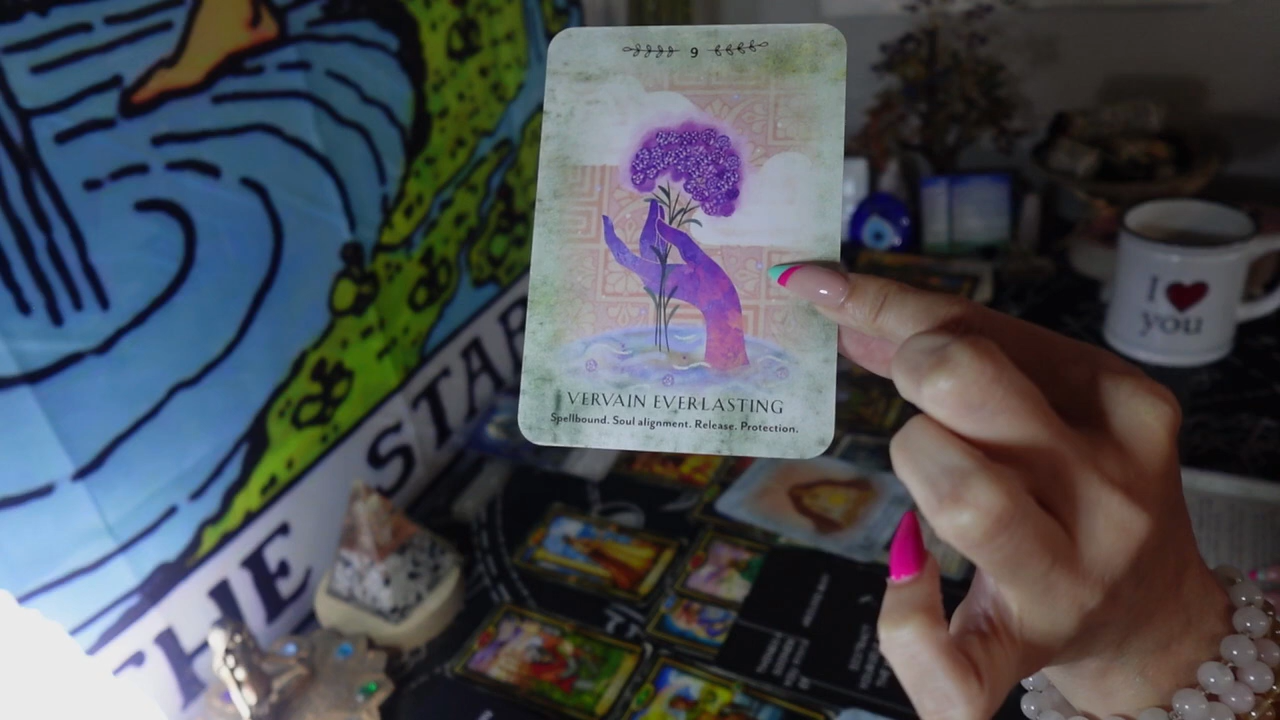 9
VERVAIN EVERLASTING
Spellbound. Soul alignment. Release. Protection.
THE STAR
I
you